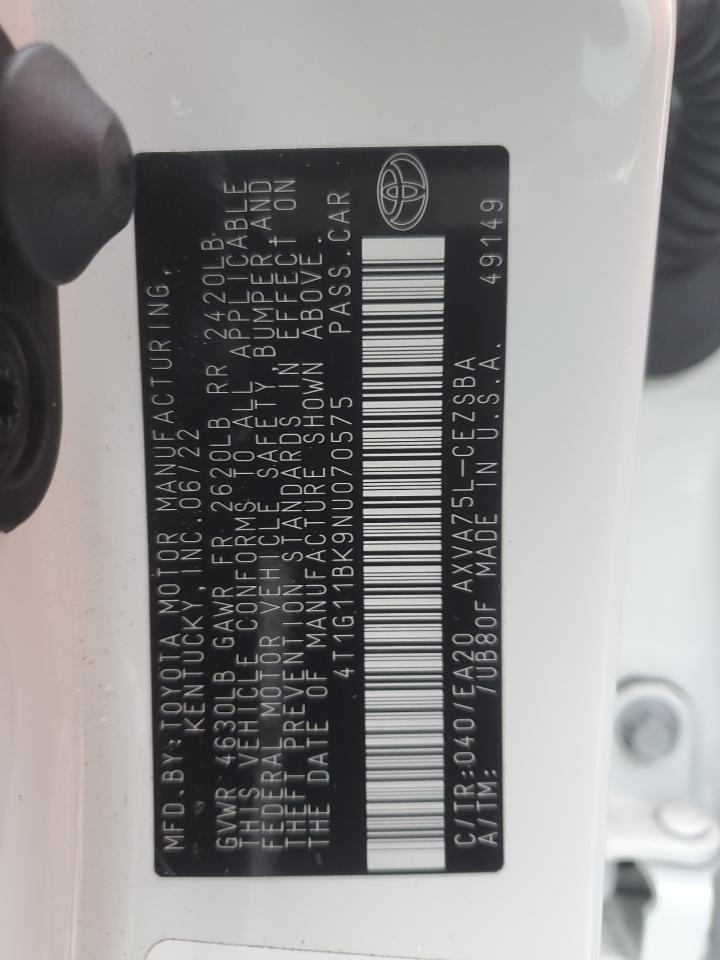 MFD.BY:TOYOTA MOTOR MANUFACTURING,
KENTUCKY, INC.06/22
GVWR 4630LB GAWR FR 2620LB RR 2420LB
THIS VEHICLE CONFORMS TO ALL APPLICABLE
FEDERAL MOTOR VEHICLE SAFETY, BUMPER,AND
THEFT PREVENTION STANDARDS IN EFFECT ON
THE DATE OF MANUFACTURE SHOWN ABOVE.
4T1G11BK9NU070575 PASS.CAR
C/TR:040/EA20 AXVA75L-CEZSBA
A/TM: /UB80F MADE IN U.S.A. 49149